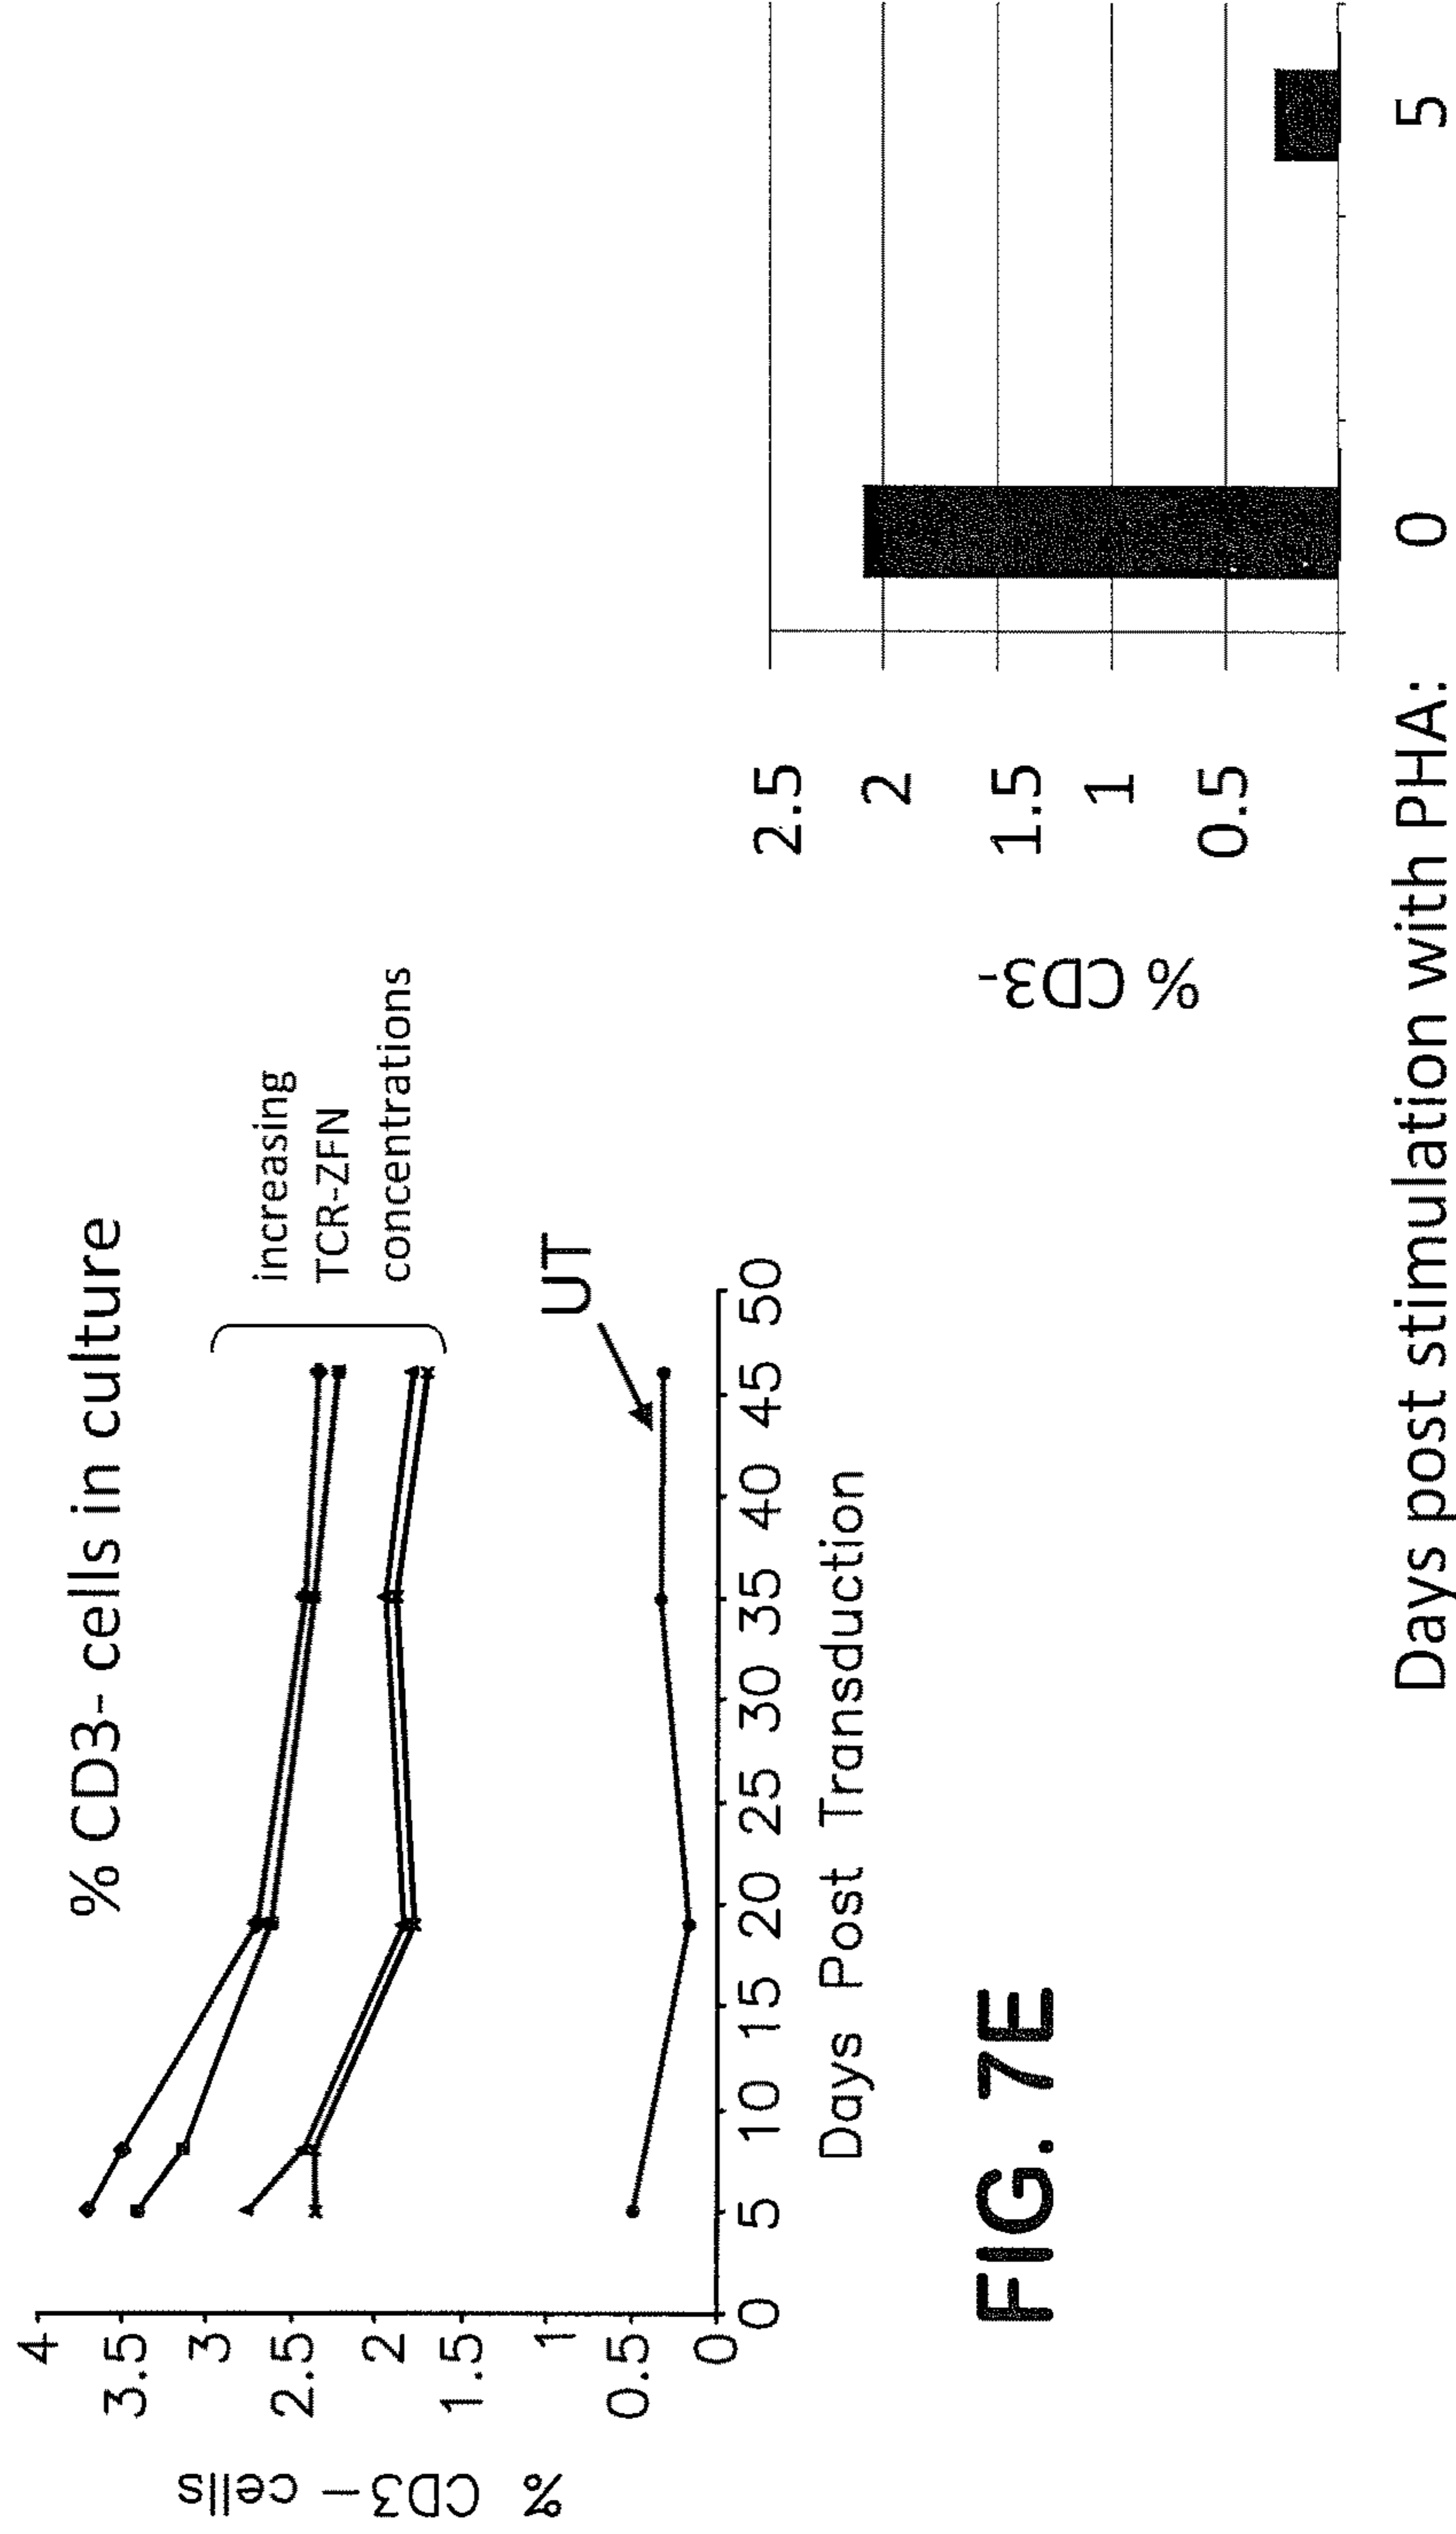 % CD3- cells in culture
% CD3- cells
4
3.5
3
2.5
2
1.5
1
0.5
0
0 5 10 15 20 25 30 35 40 45 50
Days Post Transduction
increasing
TCR-ZFN
concentrations
UT
FIG. 7E
% CD3-
2.5
2
1.5
1
0.5
Days post stimulation with PHA: 0 5